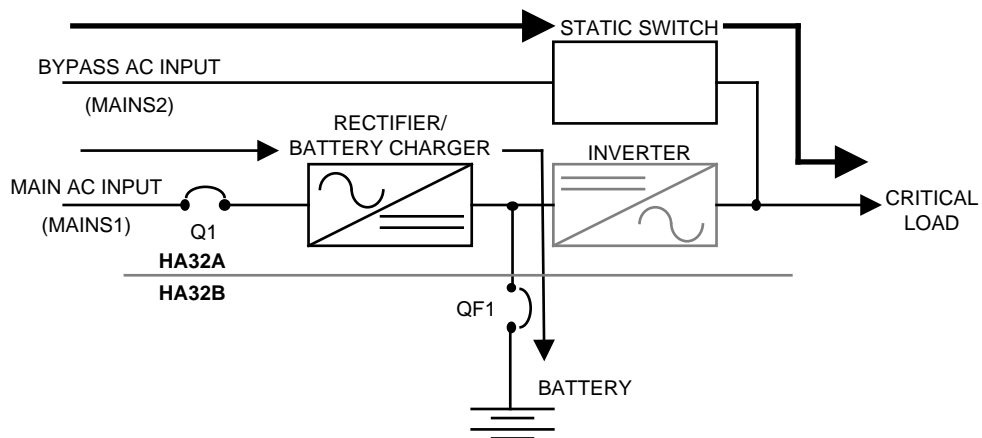 STATIC SWITCH
BYPASS AC INPUT
(MAINS2)
RECTIFIER/
BATTERY CHARGER
INVERTER
MAIN AC INPUT
(MAINS1)
Q1
CRITICAL
LOAD
HA32A
HA32B
QF1
BATTERY